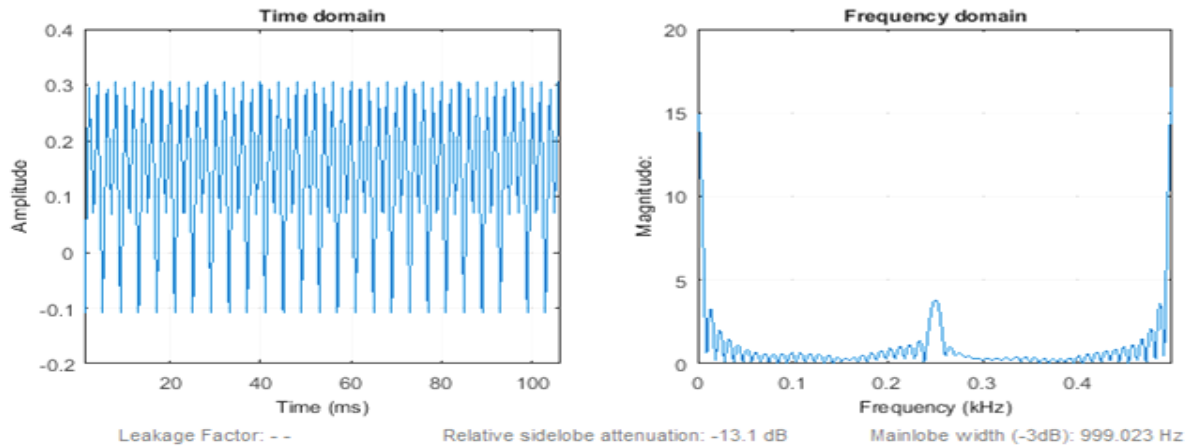 Time domain
0.4
0.3
0.2
0.1
0
-0.1
-0.2
Amplitude
20 40 60 80 100
Time (ms)
Frequency domain
20
15
10
5
0
Magnitude:
0 0.1 0.2 0.3 0.4
Frequency (kHz)
Leakage Factor: - - Relative sidelobe attenuation: -13.1 dB Mainlobe width (-3dB): 999.023 Hz